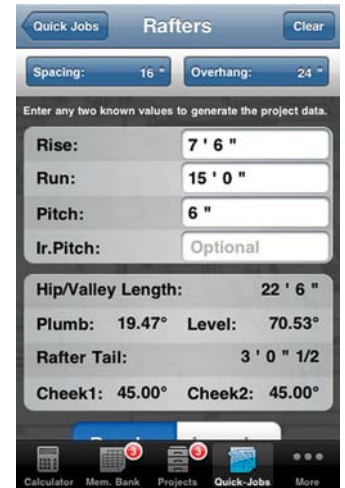 Quick Jobs Rafters Clear
Spacing: 16 " Overhang: 24 "
Enter any two known values to generate the project data.
Rise: 7 ' 6 "
Run: 15 ' 0 "
Pitch: 6 "
Ir.Pitch: Optional
Hip/Valley Length: 22 ' 6 "
Plumb: 19.47° Level: 70.53°
Rafter Tail: 3 ' 0 " 1/2
Cheek1: 45.00° Cheek2: 45.00°
3 3
Calculator Mem. Bank Projects Quick-Jobs More